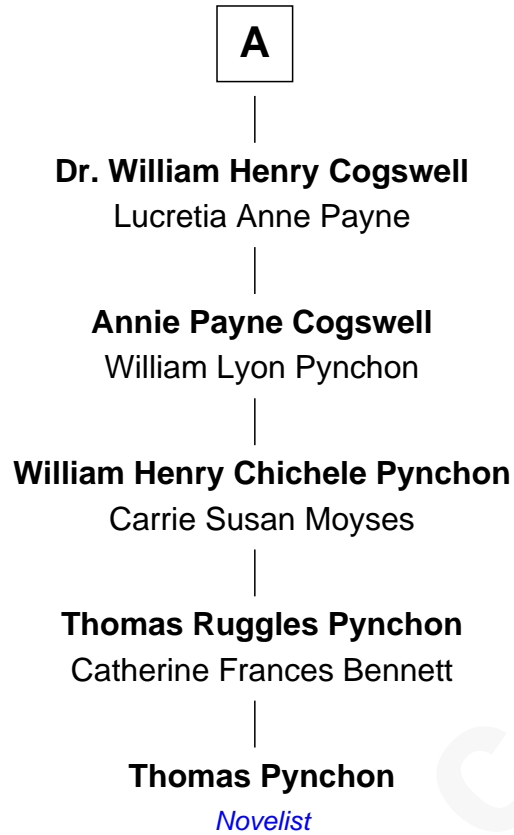 A
Dr. William Henry Cogswell
Lucretia Anne Payne
Annie Payne Cogswell
William Lyon Pynchon
William Henry Chichele Pynchon
Carrie Susan Moyses
Thomas Ruggles Pynchon
Catherine Frances Bennett
Thomas Pynchon
Novelist